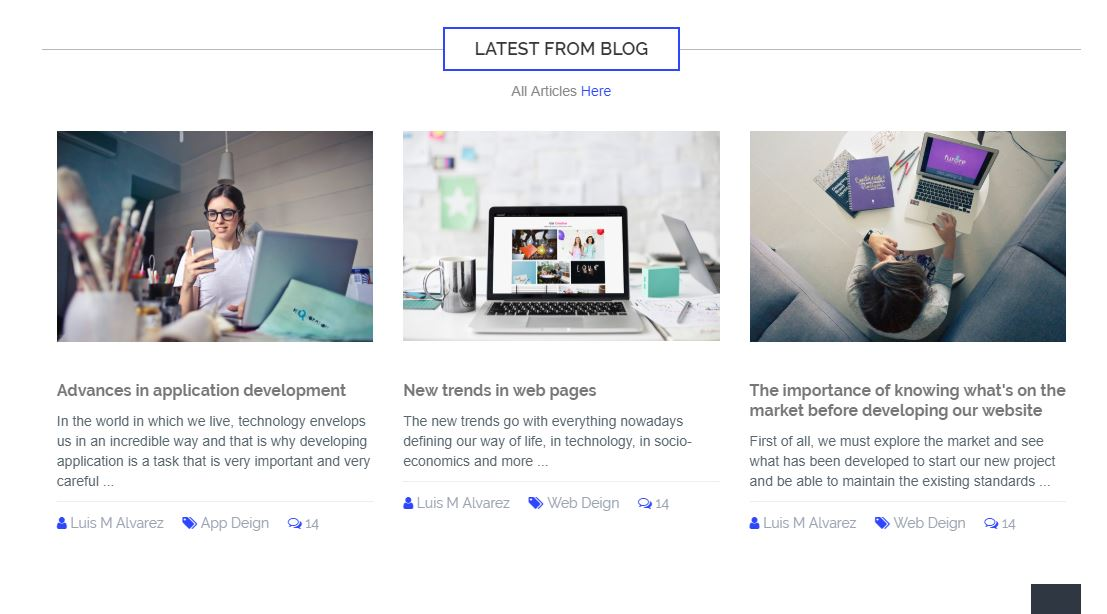 LATEST FROM BLOG
All Articles Here
furore
Advances in application development
In the world in which we live, technology envelops
us in an incredible way and that is why developing
application is a task that is very important and very
careful ...
Luis M Alvarez App Deign 14
New trends in web pages
The new trends go with everything nowadays
defining our way of life, in technology, in socio-
economics and more ...
Luis M Alvarez Web Deign 14
The importance of knowing what's on the
market before developing our website
First of all, we must explore the market and see
what has been developed to start our new project
and be able to maintain the existing standards ...
Luis M Alvarez Web Deign 14